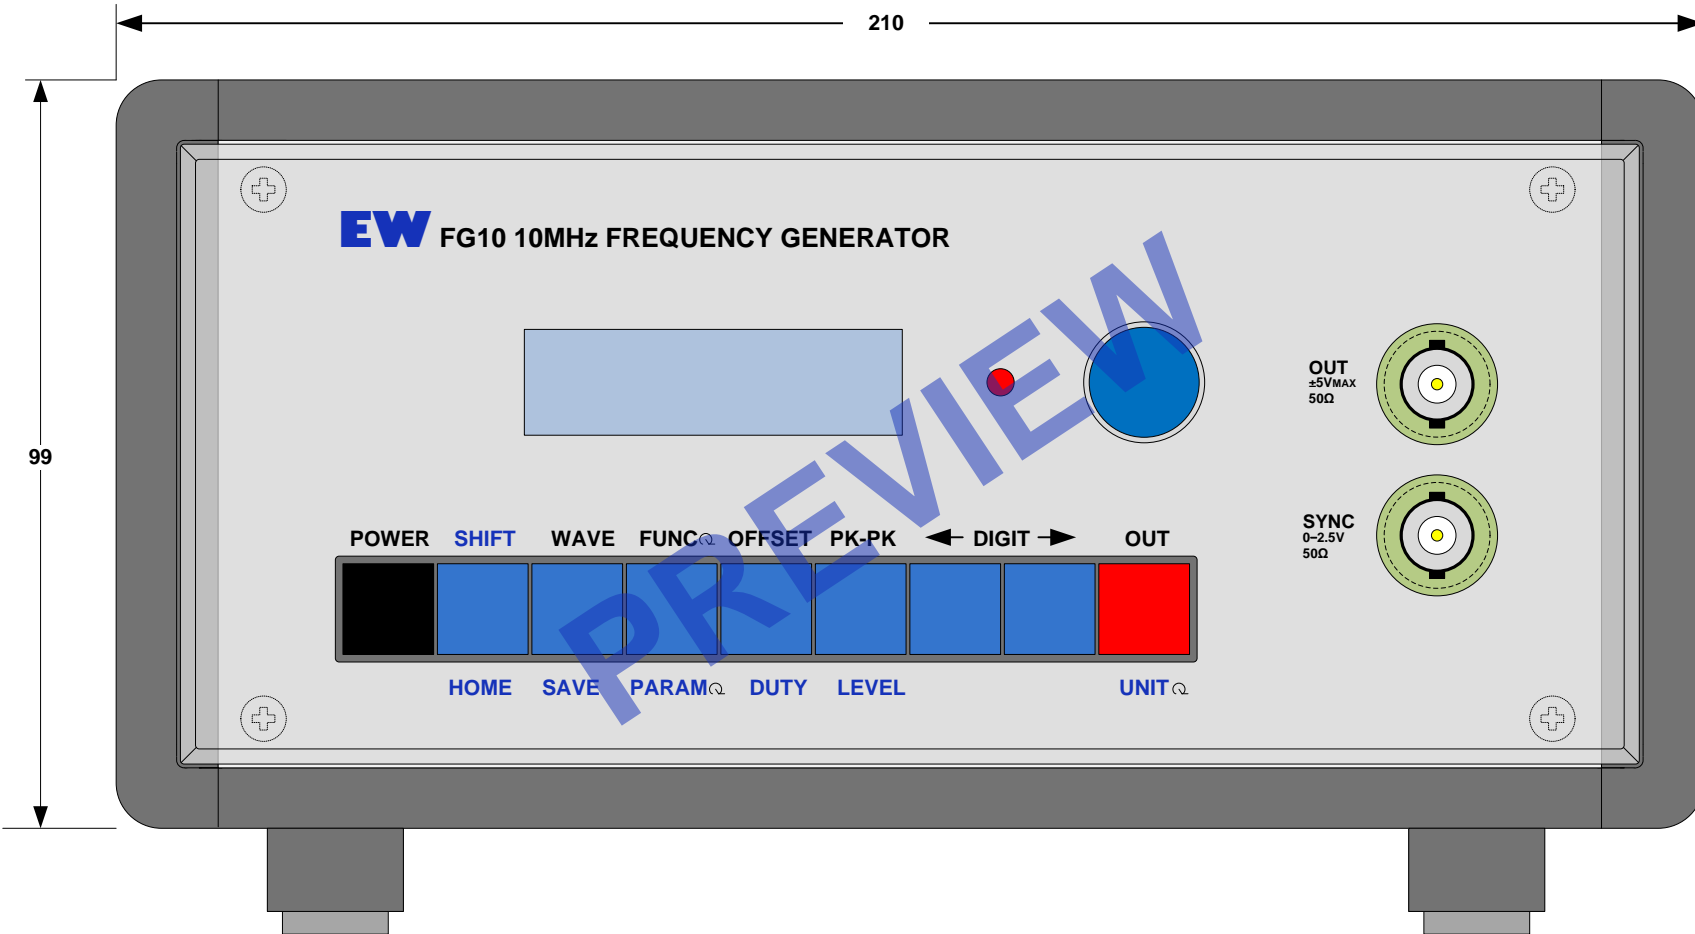 210
99
EW FG10 10MHz FREQUENCY GENERATOR
OUT
±5VMAX
50Ω
SYNC
0–2.5V
50Ω
POWER SHIFT WAVE FUNC OFFSET PK-PK DIGIT OUT
HOME SAVE PARAM DUTY LEVEL UNIT
PREVIEW